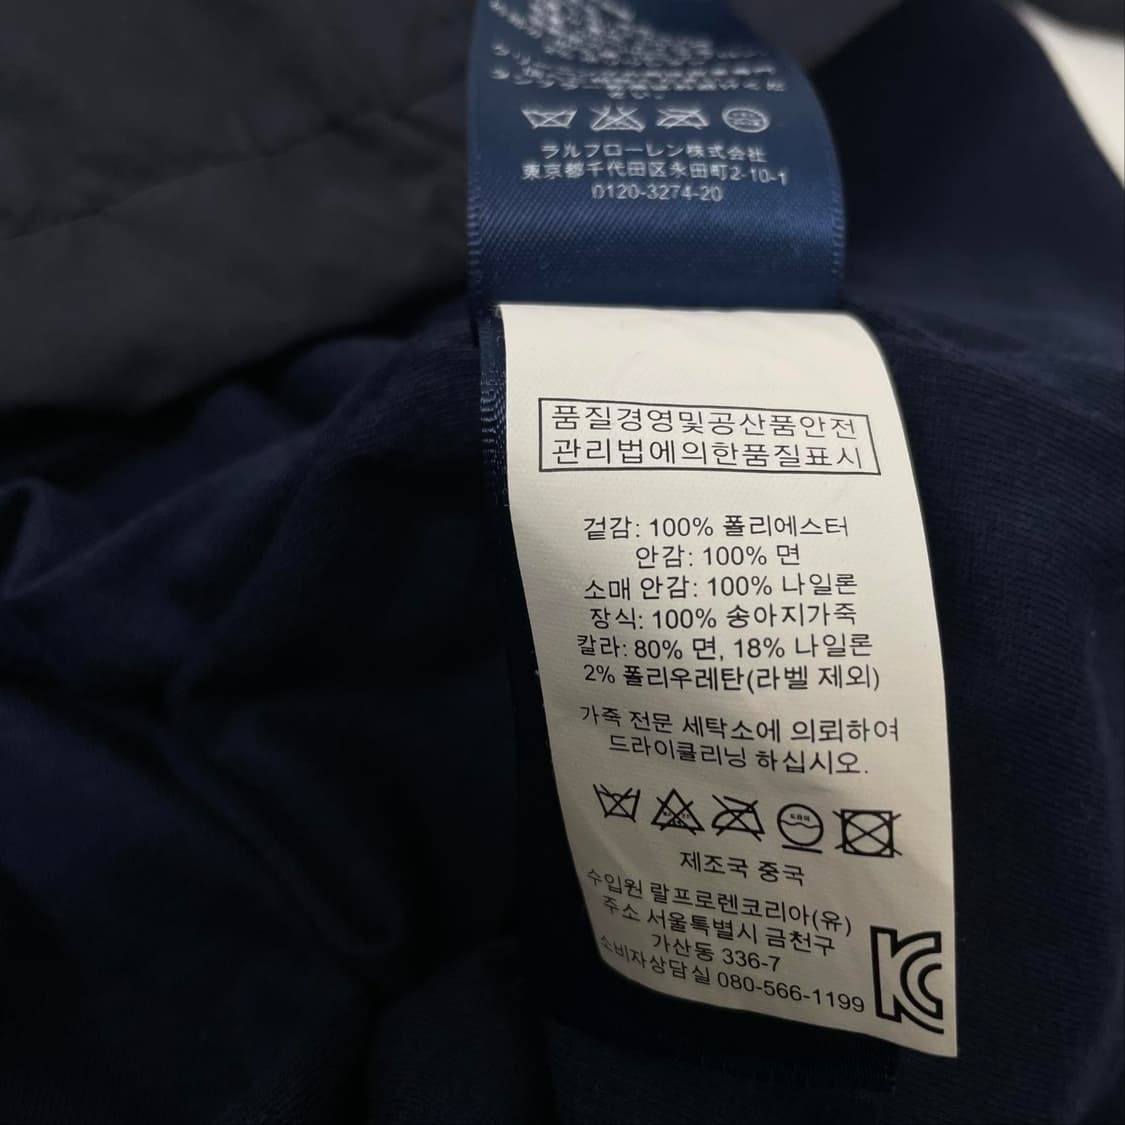 ラルフローレン株式会社
東京都千代田区永田町2-10-1
0120-3274-20
품질경영및공산품안전
관리법에의한품질표시
겉감: 100% 폴리에스터
안감: 100% 면
소매 안감: 100% 나일론
장식: 100% 송아지가죽
칼라: 80% 면, 18% 나일론
2% 폴리우레탄(라벨 제외)
가죽 전문 세탁소에 의뢰하여
드라이클리닝 하십시오.
드라이
제조국 중국
수입원 랄프로렌코리아(유)
주소 서울특별시 금천구
가산동 336-7
소비자상담실 080-566-1199
KC